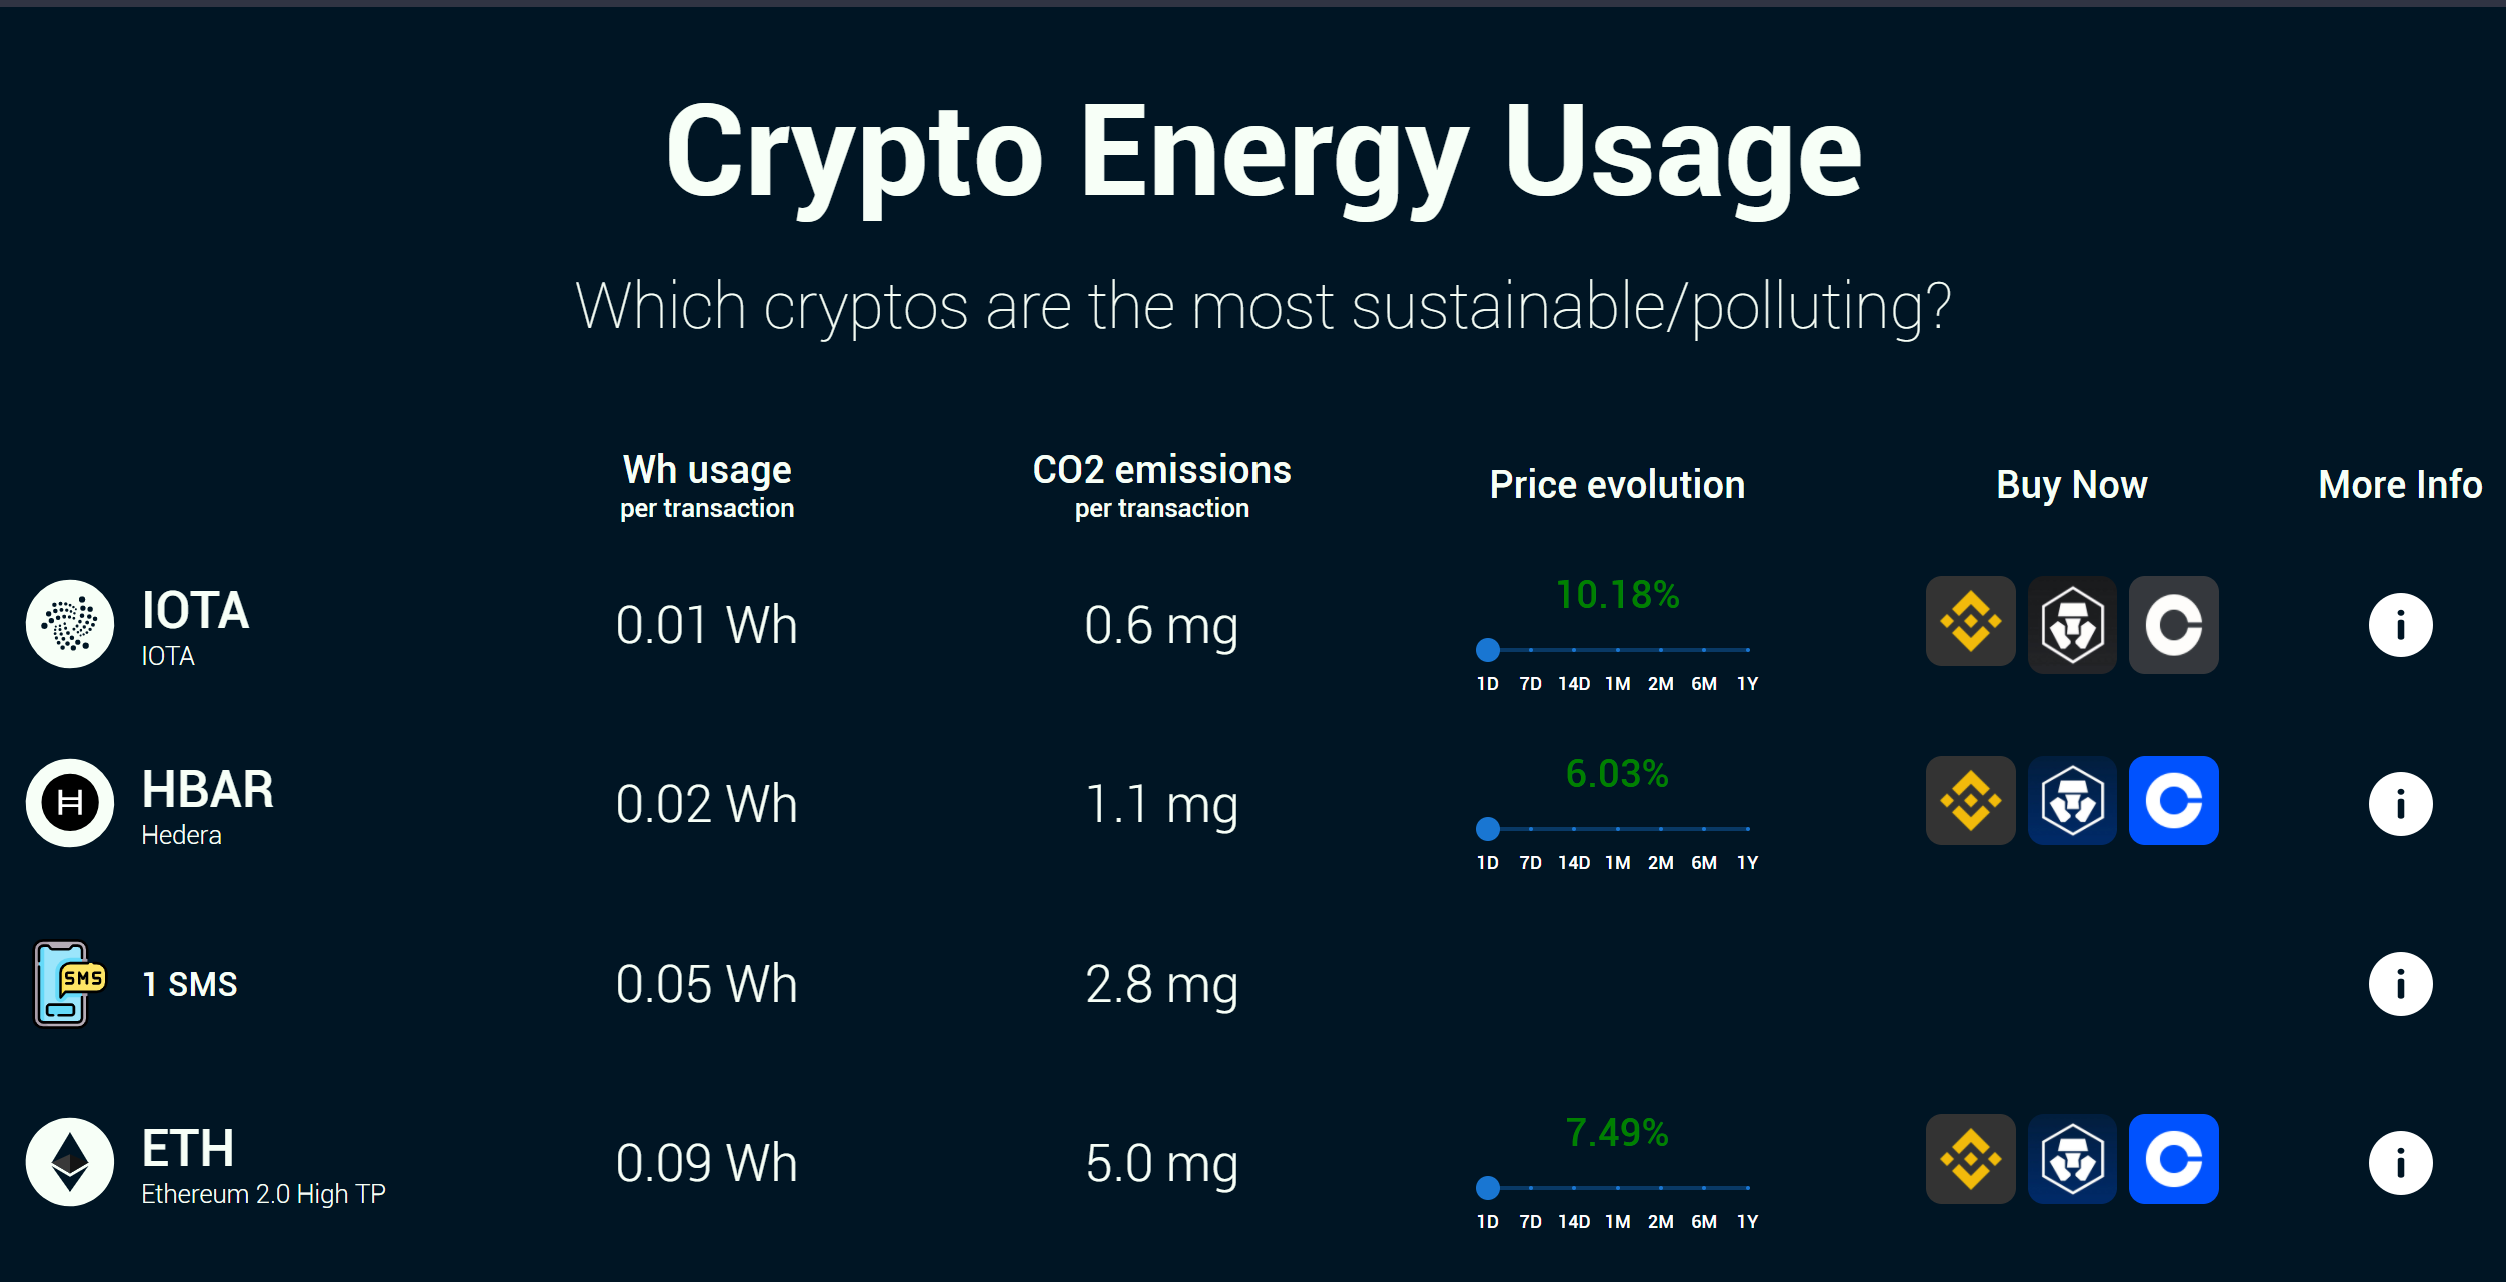 Crypto Energy Usage
Which cryptos are the most sustainable/polluting?
Wh usage
per transaction
CO2 emissions
per transaction
Price evolution
Buy Now
More Info
IOTA
IOTA
0.01 Wh
0.6 mg
10.18%
1D 7D 14D 1M 2M 6M 1Y
HBAR
Hedera
0.02 Wh
1.1 mg
6.03%
1D 7D 14D 1M 2M 6M 1Y
SMS
1 SMS
0.05 Wh
2.8 mg
ETH
Ethereum 2.0 High TP
0.09 Wh
5.0 mg
7.49%
1D 7D 14D 1M 2M 6M 1Y